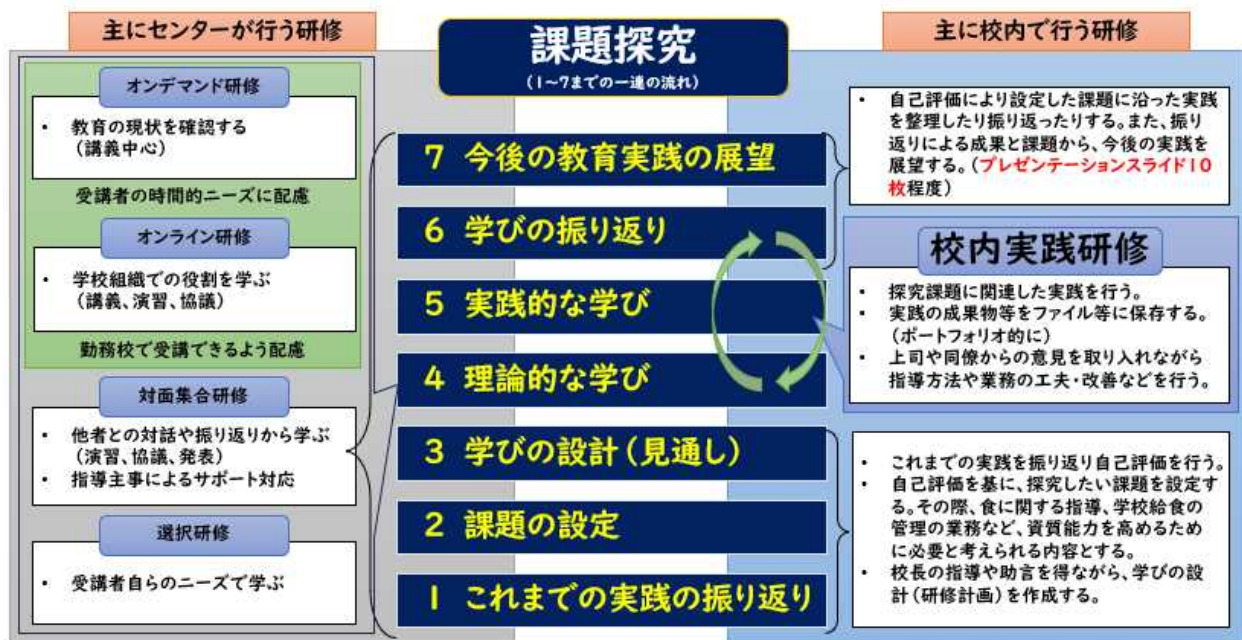 主にセンターが行う研修
オンデマンド研修
・ 教育の現状を確認する
(講義中心)
受講者の時間的ニーズに配慮
オンライン研修
・ 学校組織での役割を学ぶ
(講義、演習、協議)
勤務校で受講できるよう配慮
対面集合研修
・ 他者との対話や振り返りから学ぶ
(演習、協議、発表)
・ 指導主事によるサポート対応
選択研修
・ 受講者自らのニーズで学ぶ
課題探究
(1～7までの一連の流れ)
7 今後の教育実践の展望
6 学びの振り返り
5 実践的な学び
4 理論的な学び
3 学びの設計(見通し)
2 課題の設定
1 これまでの実践の振り返り
主に校内で行う研修
・ 自己評価により設定した課題に沿った実践
を整理したり振り返ったりする。また、振り
返りによる成果と課題から、今後の実践を
展望する。(プレゼンテーションスライド10
枚程度)
校内実践研修
・ 探究課題に関連した実践を行う。
・ 実践の成果物等をファイル等に保存する。
(ポートフォリオ的に)
・ 上司や同僚からの意見を取り入れながら
指導方法や業務の工夫・改善などを行う。
・ これまでの実践を振り返り自己評価を行う。
・ 自己評価を基に、探究したい課題を設定す
る。その際、食に関する指導、学校給食の
管理の業務など、資質能力を高めるため
に必要と考えられる内容とする。
・ 校長の指導や助言を得ながら、学びの設
計(研修計画)を作成する。